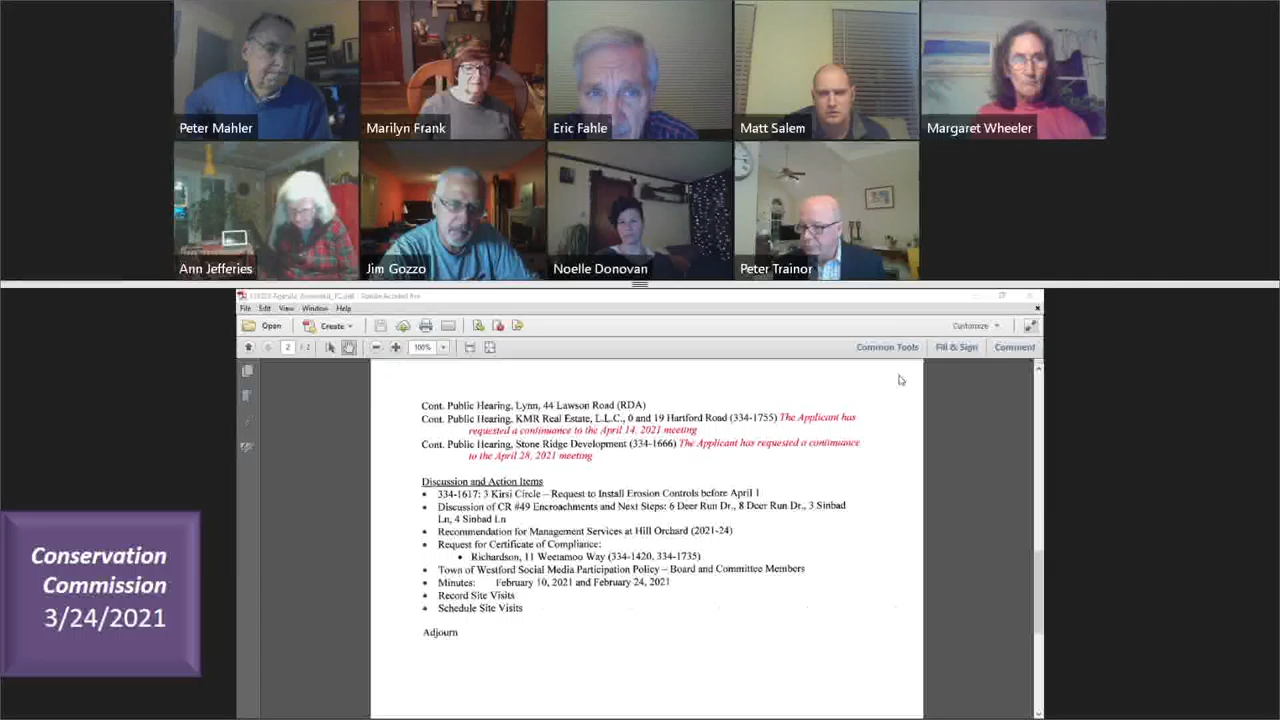 Peter Mahler
Marilyn Frank
Eric Fahle
Matt Salem
Margaret Wheeler
Ann Jefferies
Jim Gozzo
Noelle Donovan
Peter Trainor
File Edit View Window Help
Open Create Customize
2 100% Common Tools Fill & Sign Comment
Cont. Public Hearing, Lynn, 44 Lawson Road (RDA)
Cont. Public Hearing, KMR Real Estate, L.L.C., 0 and 19 Hartford Road (334-1755) The Applicant has
requested a continuance to the April 14, 2021 meeting
Cont. Public Hearing, Stone Ridge Development (334-1666) The Applicant has requested a continuance
to the April 28, 2021 meeting
Discussion and Action Items
• 334-1617: 3 Kirsi Circle – Request to Install Erosion Controls before April 1
• Discussion of CR #49 Encroachments and Next Steps: 6 Deer Run Dr., 8 Deer Run Dr., 3 Sinbad
Ln, 4 Sinbad Ln
• Recommendation for Management Services at Hill Orchard (2021-24)
• Request for Certificate of Compliance:
• Richardson, 11 Weetamoo Way (334-1420, 334-1735)
• Town of Westford Social Media Participation Policy – Board and Committee Members
• Minutes: February 10, 2021 and February 24, 2021
• Record Site Visits
• Schedule Site Visits
Adjourn
Conservation
Commission
3/24/2021